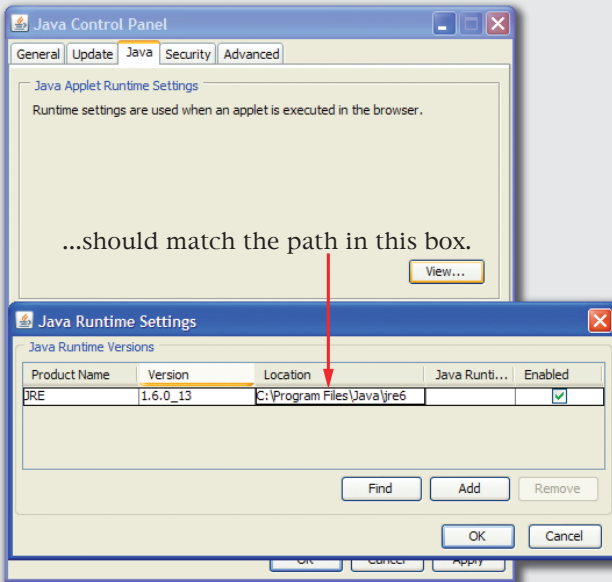 Java Control Panel
General Update Java Security Advanced
Java Applet Runtime Settings
Runtime settings are used when an applet is executed in the browser.
...should match the path in this box.
View...
Java Runtime Settings
Java Runtime Versions
Product Name Version Location Java Runti... Enabled
JRE 1.6.0_13 C:\Program Files\Java\jre6
Find Add Remove
OK Cancel
OK Cancel Apply